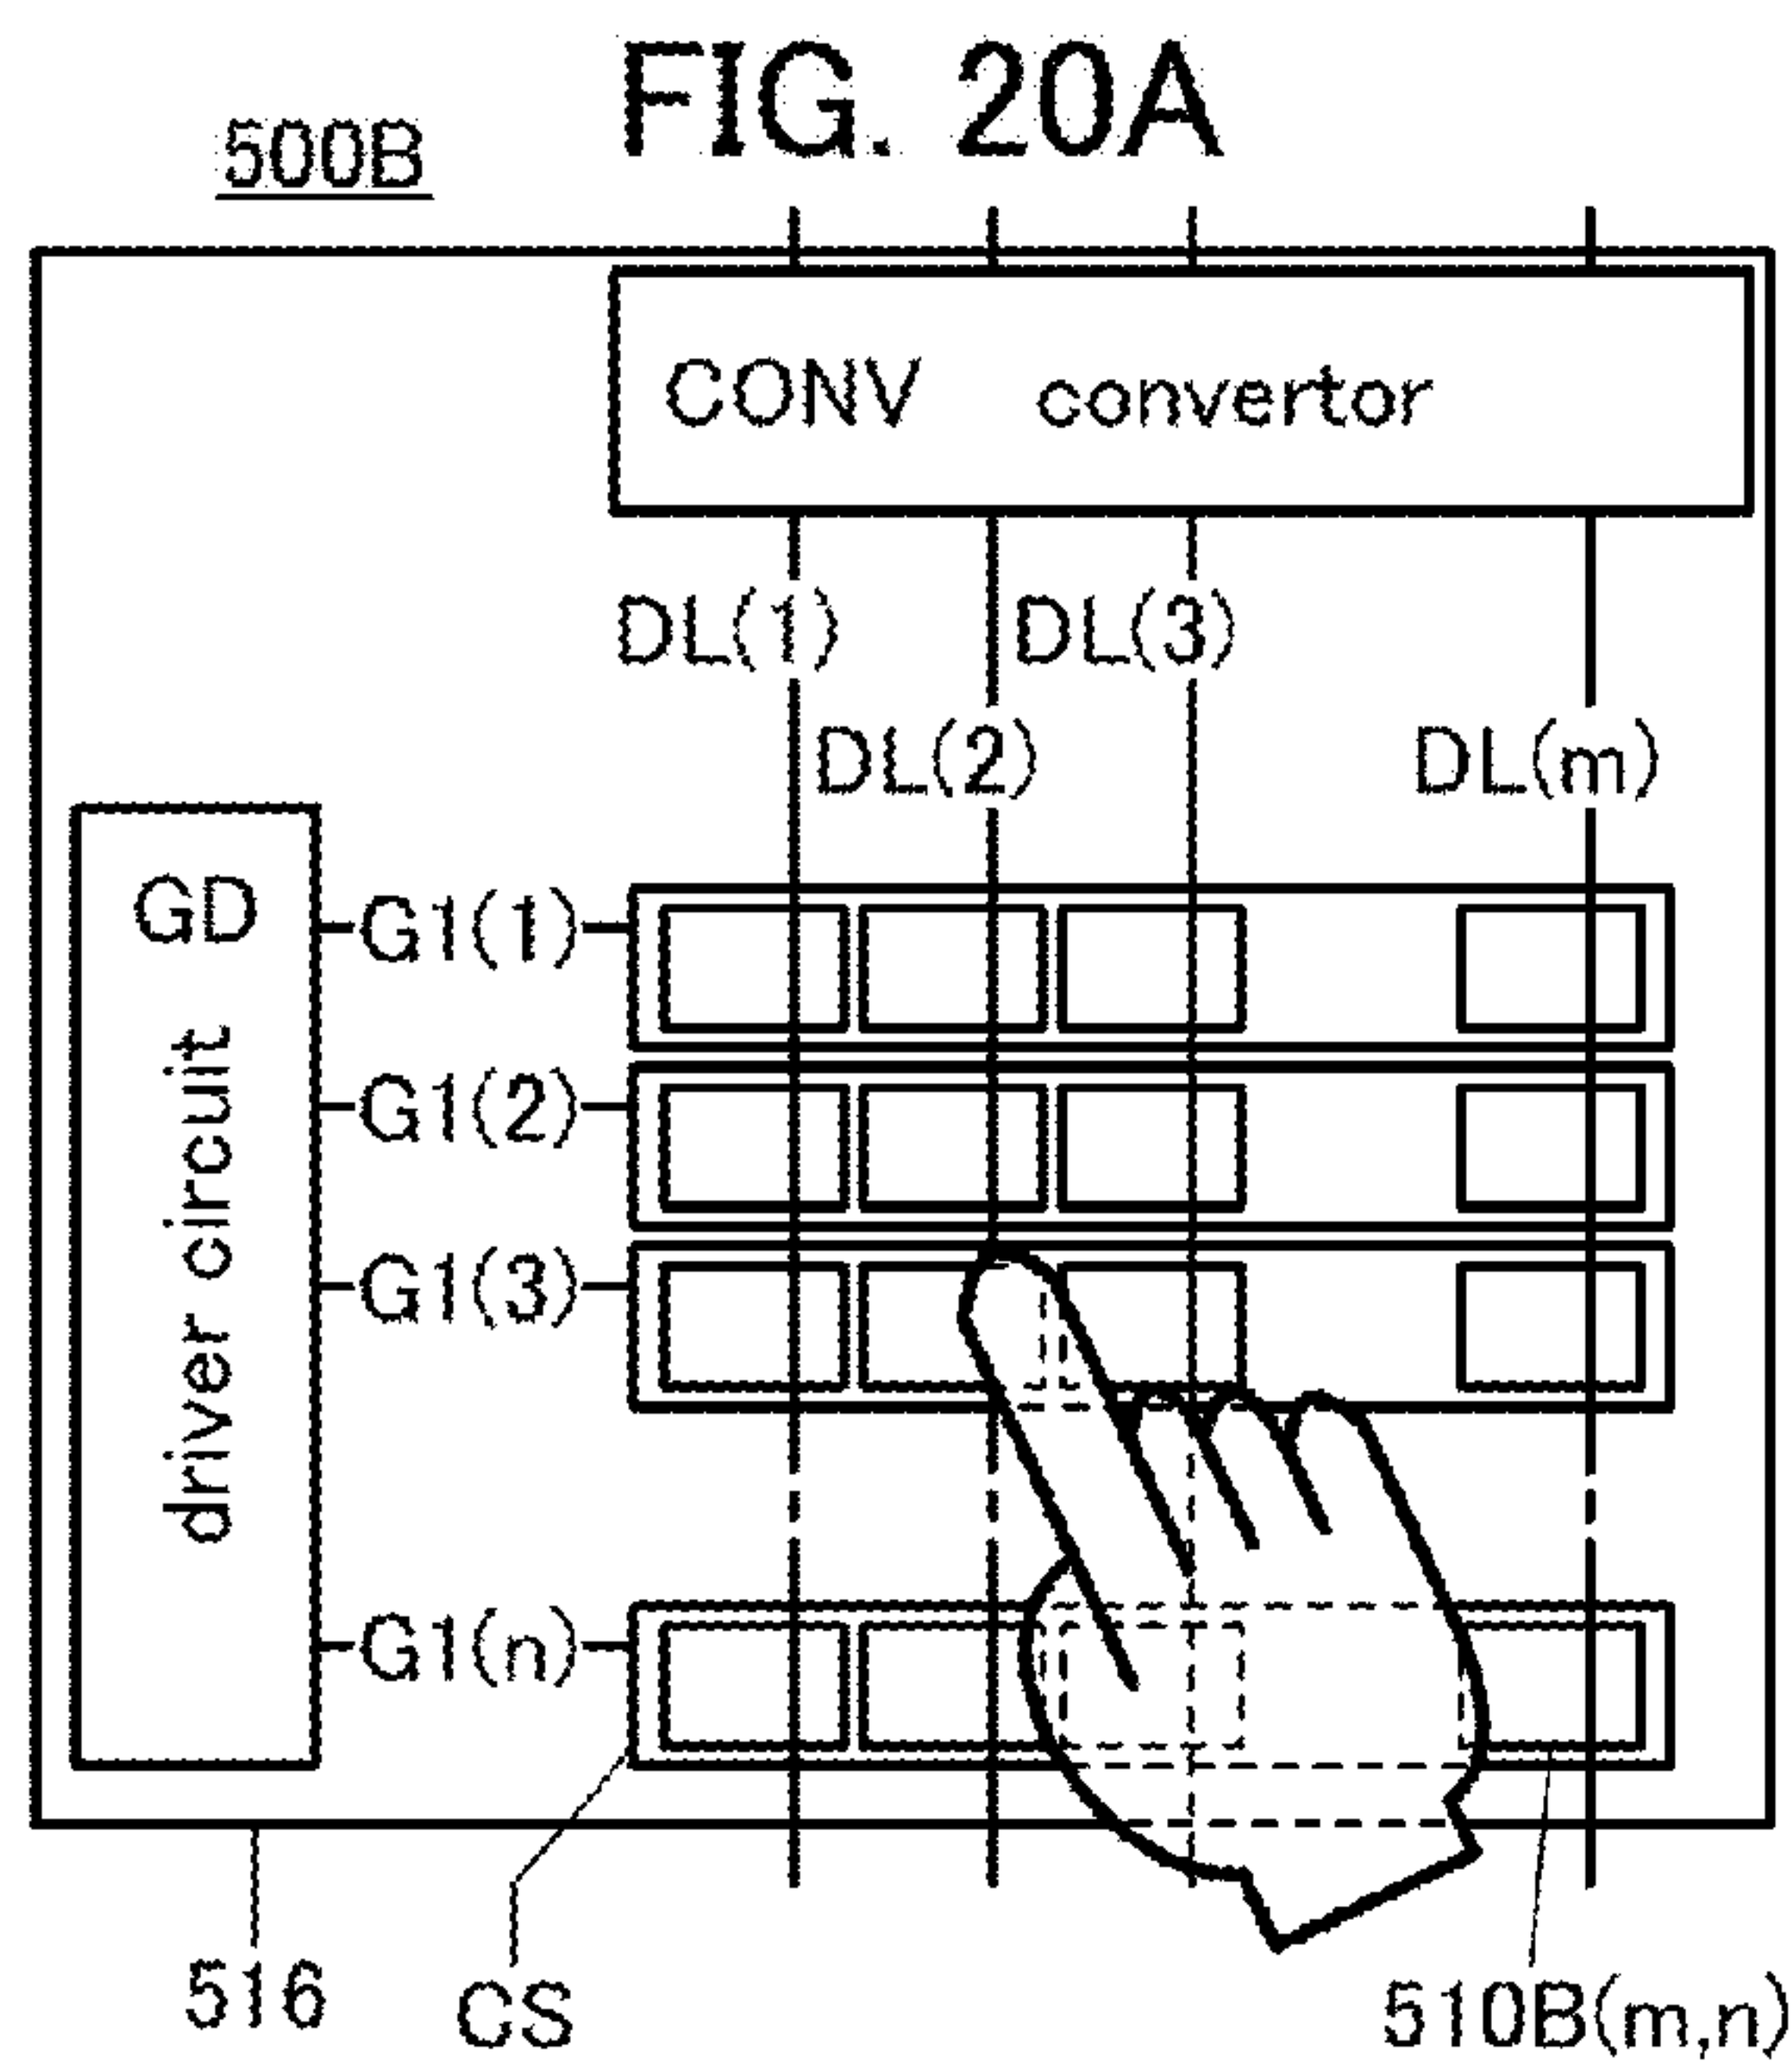 FIG. 20A
500B
CONV convertor
DL(1)
DL(3)
DL(2)
DL(m)
GD
driver circuit
G1(1)
G1(2)
G1(3)
G1(n)
516
CS
510B(m,n)